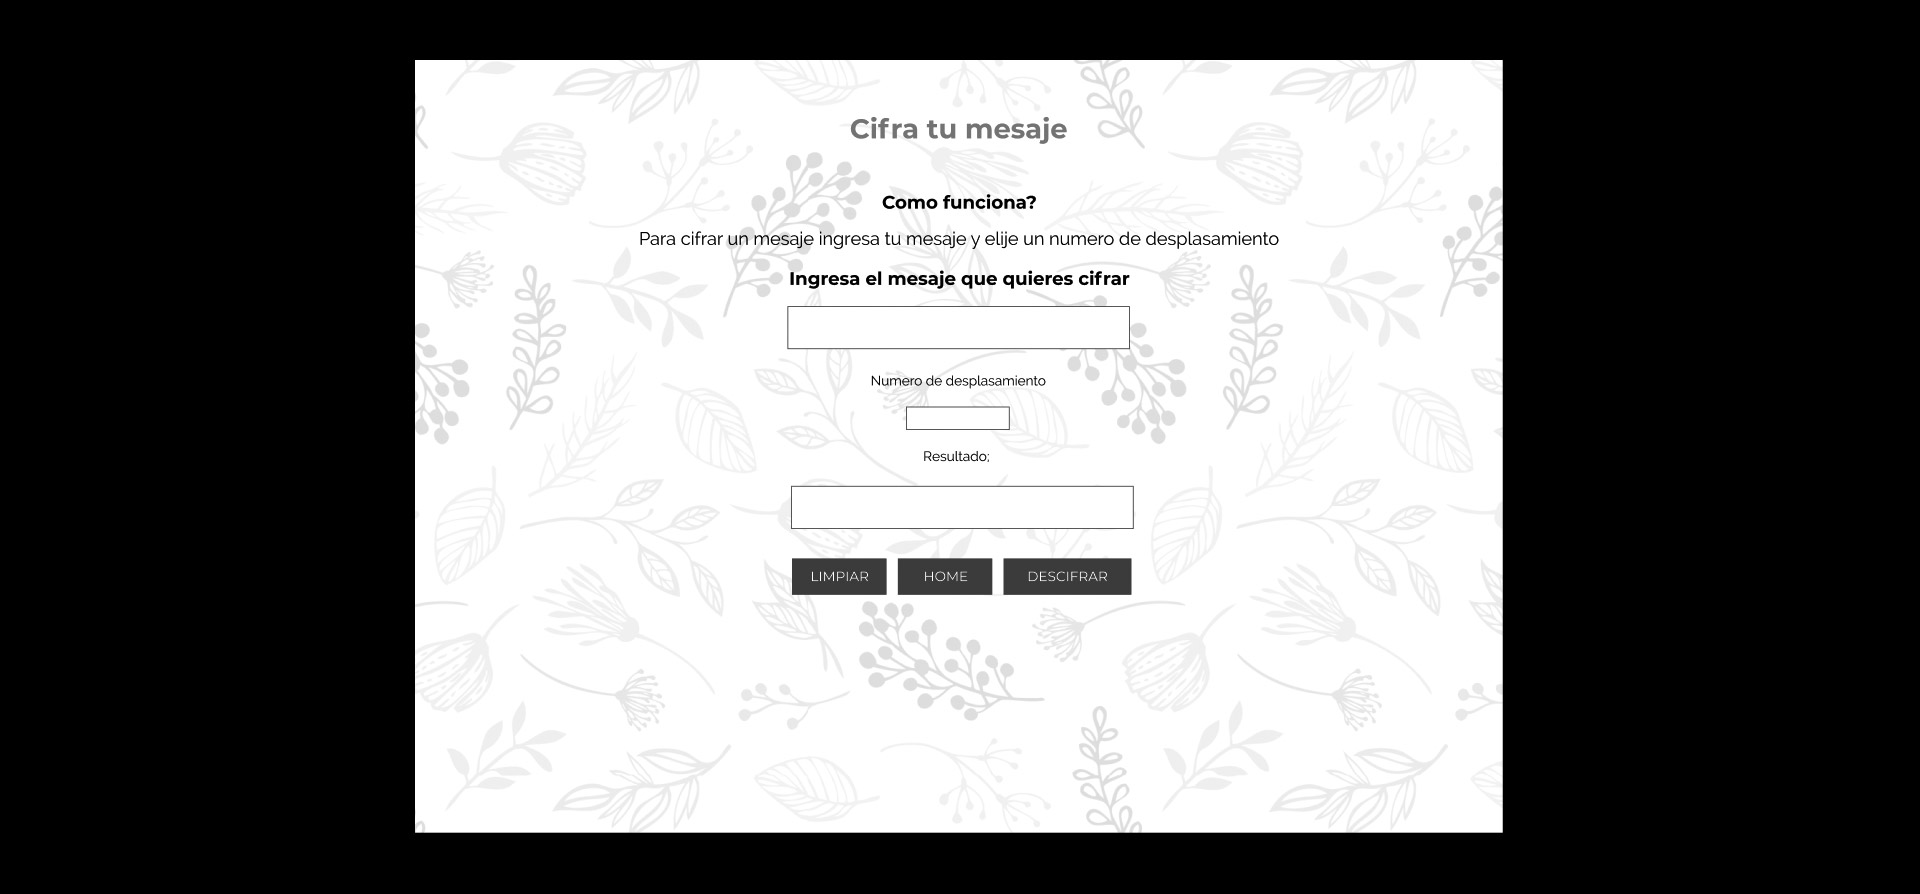 Cifra tu mesaje
Como funciona?
Para cifrar un mesaje ingresa tu mesaje y elije un numero de desplasamiento
Ingresa el mesaje que quieres cifrar
Numero de desplasamiento
Resultado;
LIMPIAR HOME DESCIFRAR